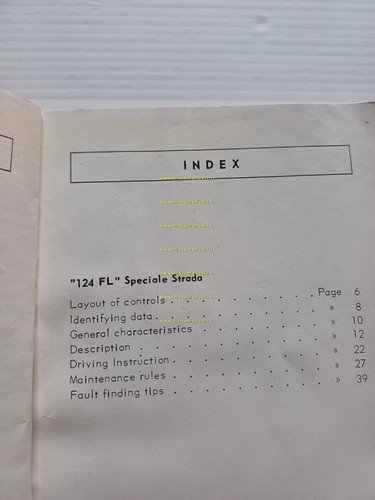 INDEX
"124 FL" Speciale Strada
Layout of controls . . . . . . . . . Page 6
Identifying data . . . . . . . . . . » 8
General characteristics . . . . . . . » 10
Description . . . . . . . . . . . » 12
Driving Instruction . . . . . . . . . » 22
Maintenance rules . . . . . . . . . » 27
Fault finding tips . . . . . . . . . » 39